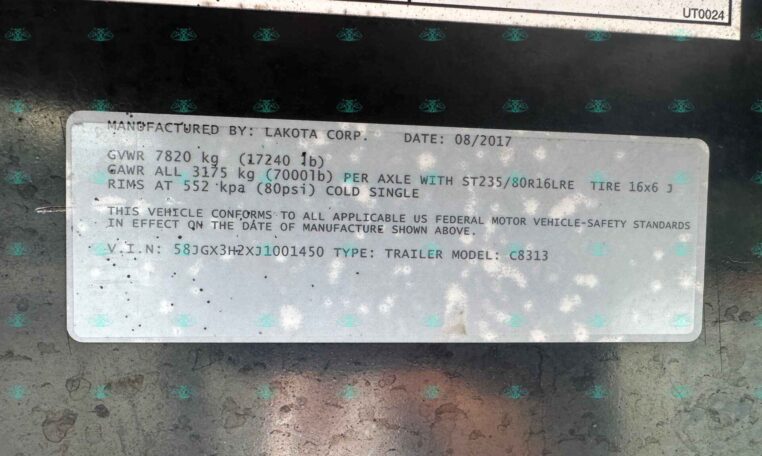 UT0024
MANUFACTURED BY: LAKOTA CORP. DATE: 08/2017
GVWR 7820 kg (17240 lb)
GAWR ALL 3175 kg (7000lb) PER AXLE WITH ST235/80R16LRE TIRE 16x6 J
RIMS AT 552 kpa (80psi) COLD SINGLE
THIS VEHICLE CONFORMS TO ALL APPLICABLE US FEDERAL MOTOR VEHICLE-SAFETY STANDARDS
IN EFFECT ON THE DATE OF MANUFACTURE SHOWN ABOVE.
V.I.N: 58JGX3H2XJ1001450 TYPE: TRAILER MODEL: C8313